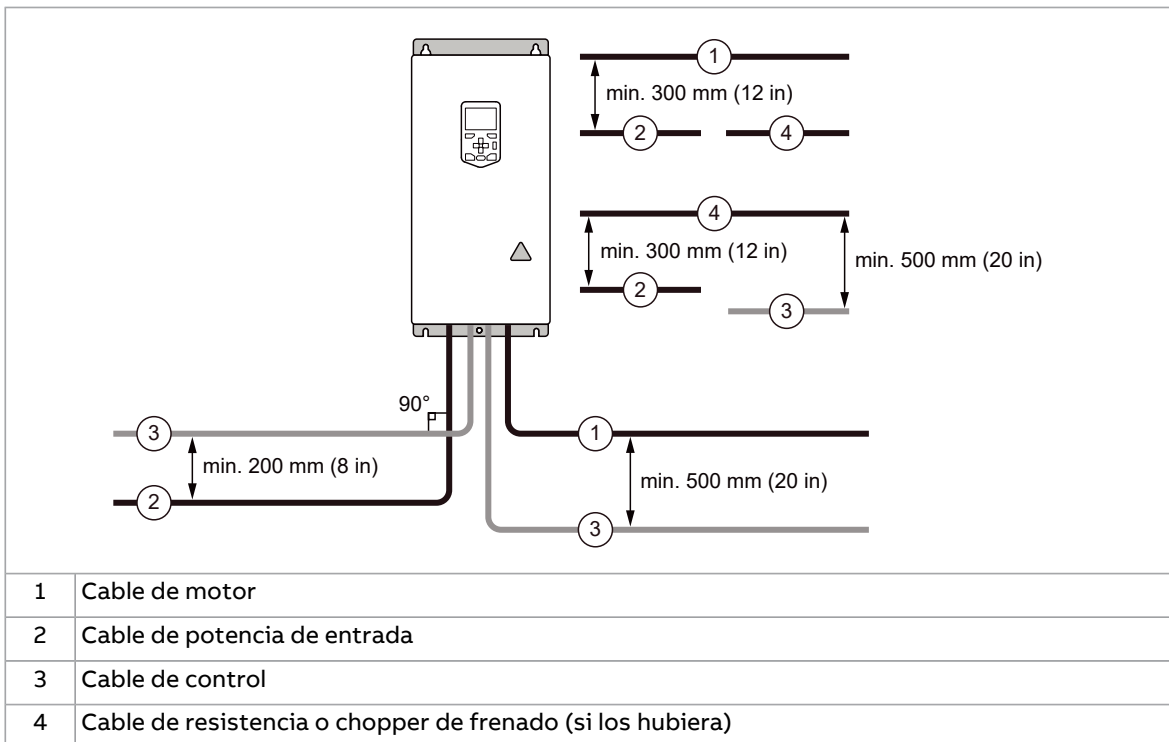 1
min. 300 mm (12 in)
2
4
4
min. 300 mm (12 in)
min. 500 mm (20 in)
2
3
90°
3
1
min. 200 mm (8 in)
min. 500 mm (20 in)
2
3
1 Cable de motor
2 Cable de potencia de entrada
3 Cable de control
4 Cable de resistencia o chopper de frenado (si los hubiera)